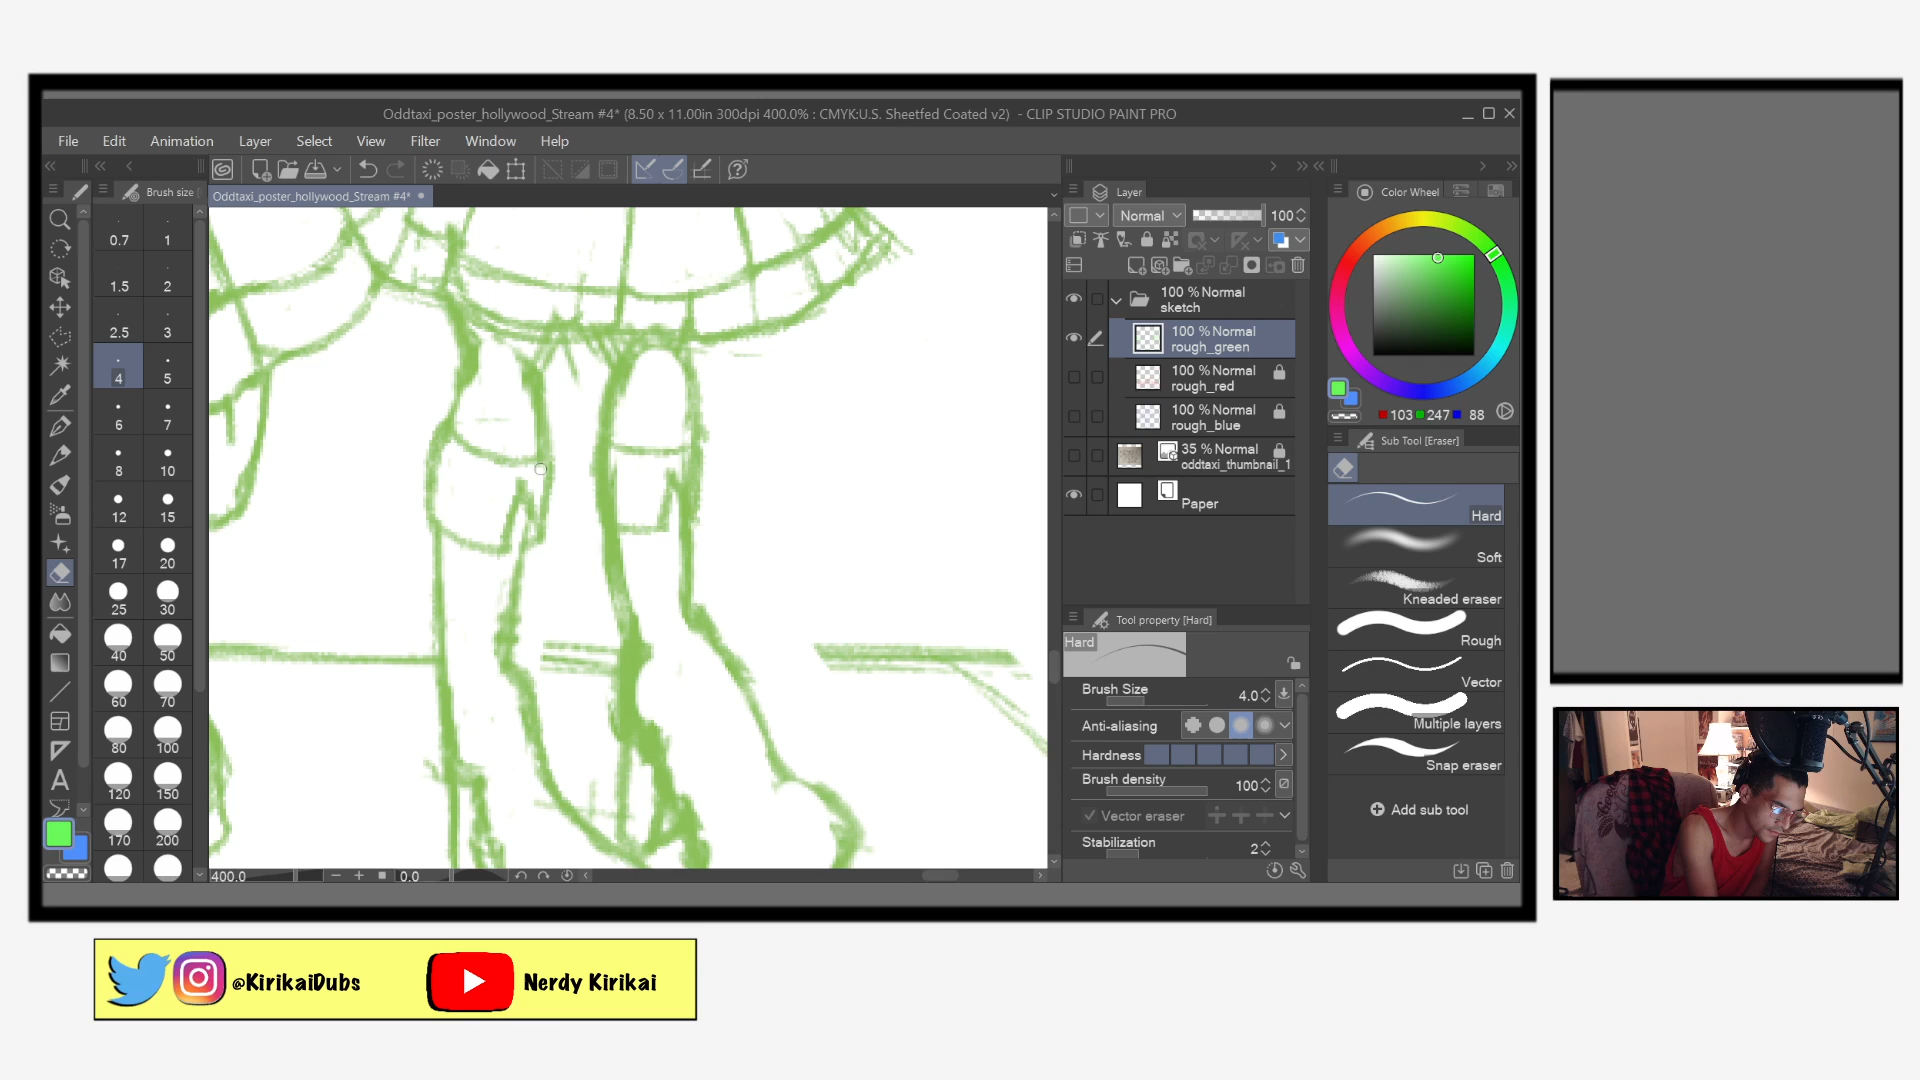 Oddtaxi_poster_hollywood_Stream #4* (8.50 x 11.00in 300dpi 400.0% : CMYK:U.S. Sheetfed Coated v2) - CLIP STUDIO PAINT PRO
File Edit Animation Layer Select View Filter Window Help
Brush size
Oddtaxi_poster_hollywood_Stream #4*
0.7 1
1.5 2
2.5 3
4 5
6 7
8 10
12 15
17 20
25 30
40 50
60 70
80 100
120 150
170 200
400.0
0.0
Layer
Normal 100
100 % Normal
sketch
100 % Normal
rough_green
100 % Normal
rough_red
100 % Normal
rough_blue
35 % Normal
oddtaxi_thumbnail_1
Paper
Tool property [Hard]
Hard
Brush Size 4.0
Anti-aliasing
Hardness
Brush density 100
Vector eraser
Stabilization 2
Color Wheel
103 247 88
Sub Tool [Eraser]
Hard
Soft
Kneaded eraser
Rough
Vector
Multiple layers
Snap eraser
Add sub tool
@KirikaiDubs
Nerdy Kirikai